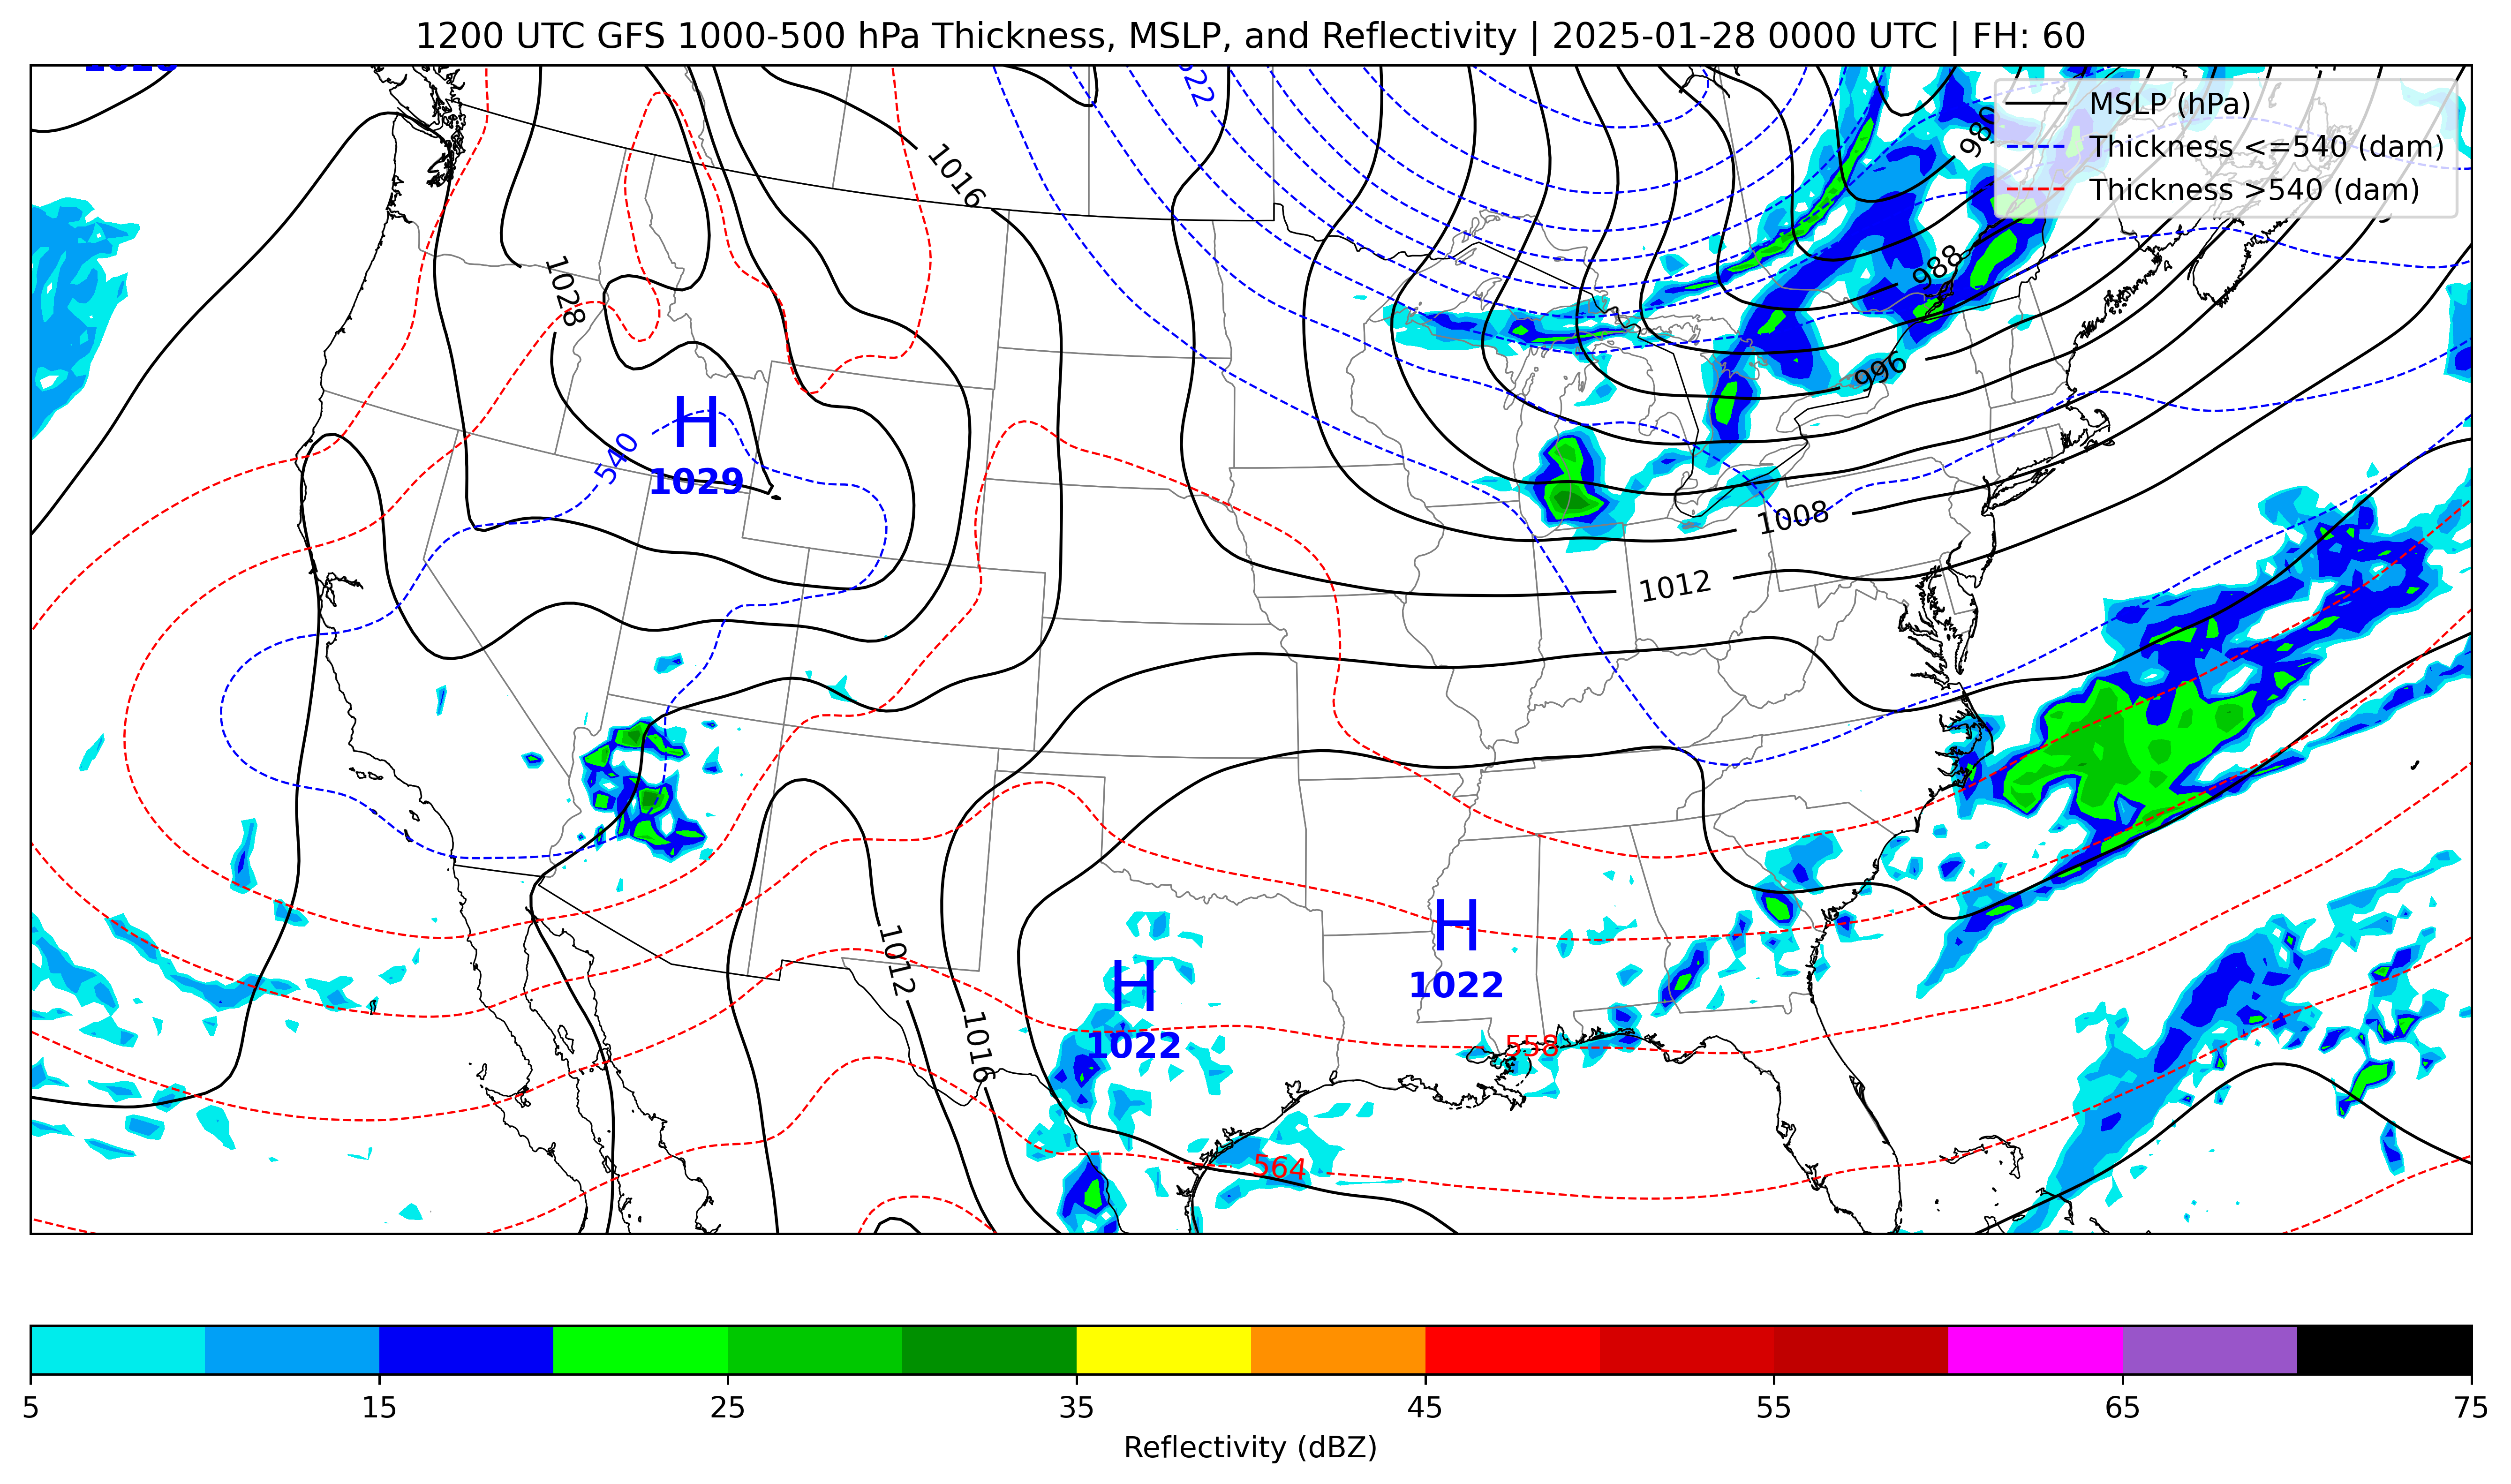 1200 UTC GFS 1000-500 hPa Thickness, MSLP, and Reflectivity | 2025-01-28 0000 UTC | FH: 60
MSLP (hPa)
Thickness <=540 (dam)
Thickness >540 (dam)
522
980
1016
988
1028
996
H
1029
540
1008
1012
H
1022
H
1022
1012
1016
558
564
5 15 25 35 45 55 65 75
Reflectivity (dBZ)